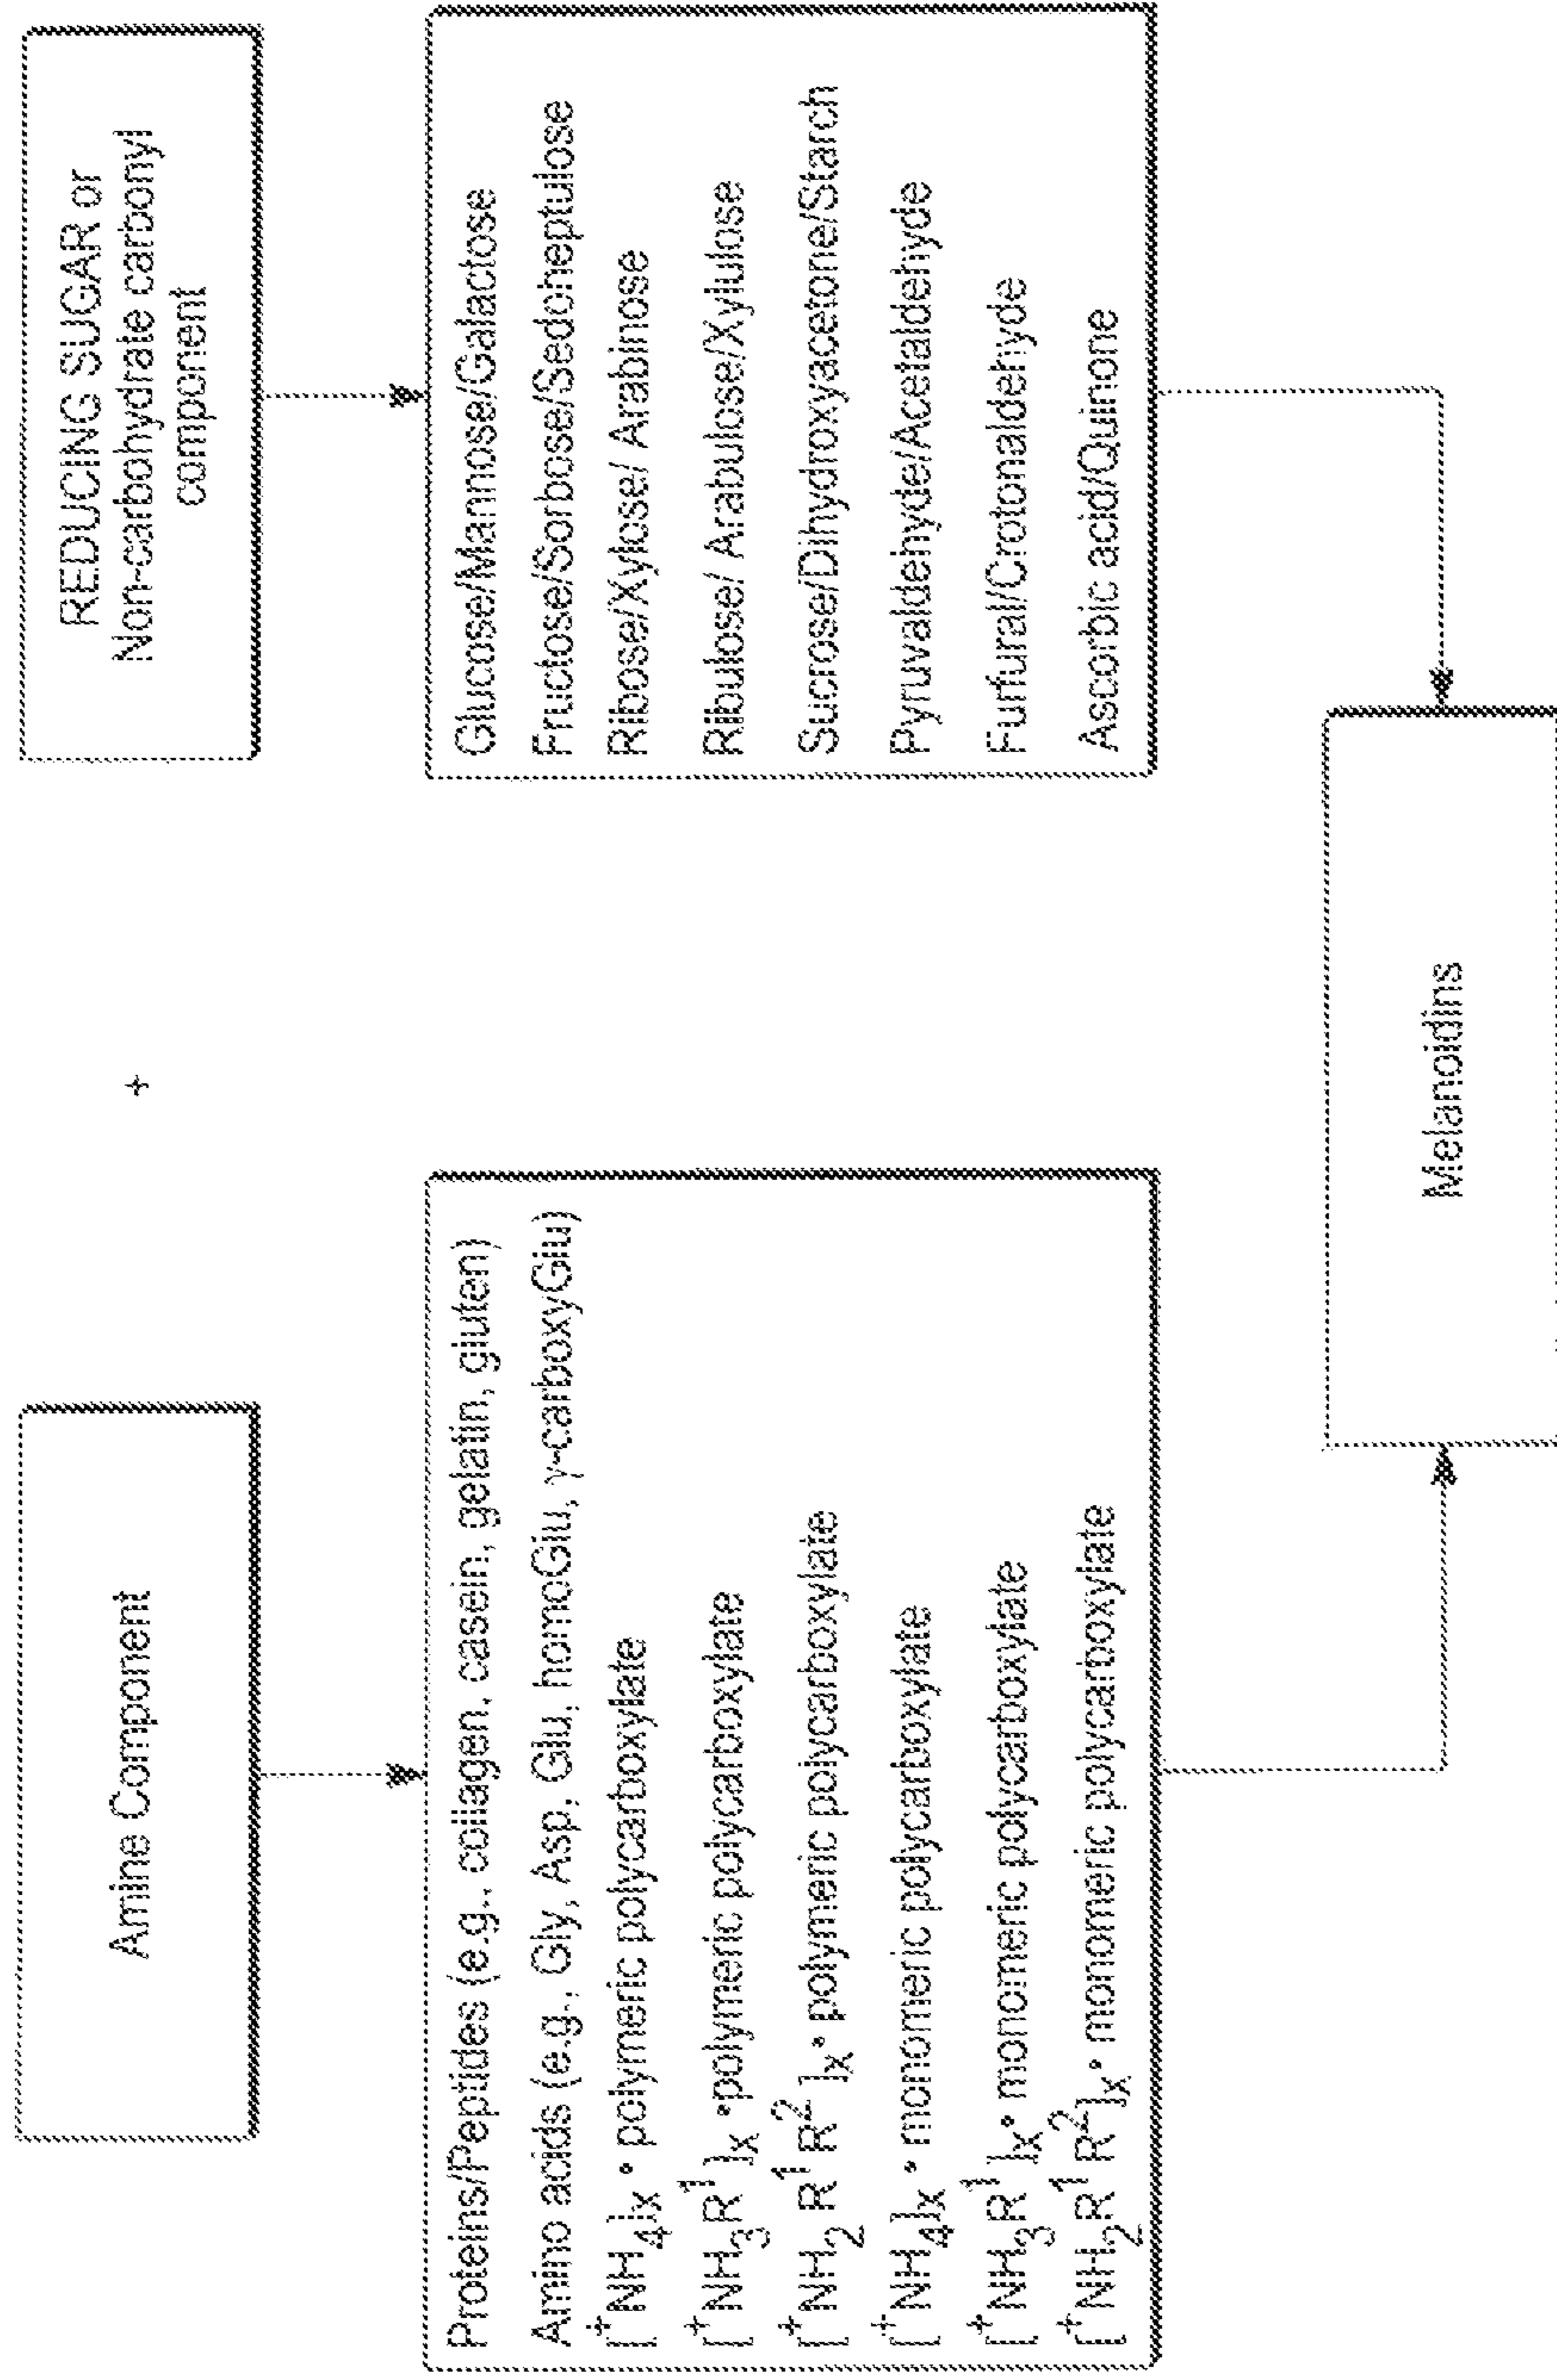 Amine Component
+
REDUCING SUGAR or
Non-carbohydrate carbonyl
component
Proteins/Peptides (e.g., collagen, casein, gelatin, gluten)
Amino acids (e.g., Gly, Asp, Glu, homoGlu, γ-carboxyGlu)
[⁺NH₄]x • polymeric polycarboxylate
[⁺NH₃R¹]x •polymeric polycarboxylate
[⁺NH₂ R¹R²]x• polymeric polycarboxylate
[⁺NH₄]x • monomeric polycarboxylate
[⁺NH₃R¹]x• monomeric polycarboxylate
[⁺NH₂R¹R²]x• monomeric polycarboxylate
Glucose/Mannose/Galactose
Fructose/Sorbose/Sedoheptulose
Ribose/Xylose/ Arabinose
Ribulose/ Arabulose/Xylulose
Sucrose/Dihydroxyacetone/Starch
Pyruvaldehyde/Acetaldehyde
Furfural/Crotonaldehyde
Ascorbic acid/Quinone
Melanoidins